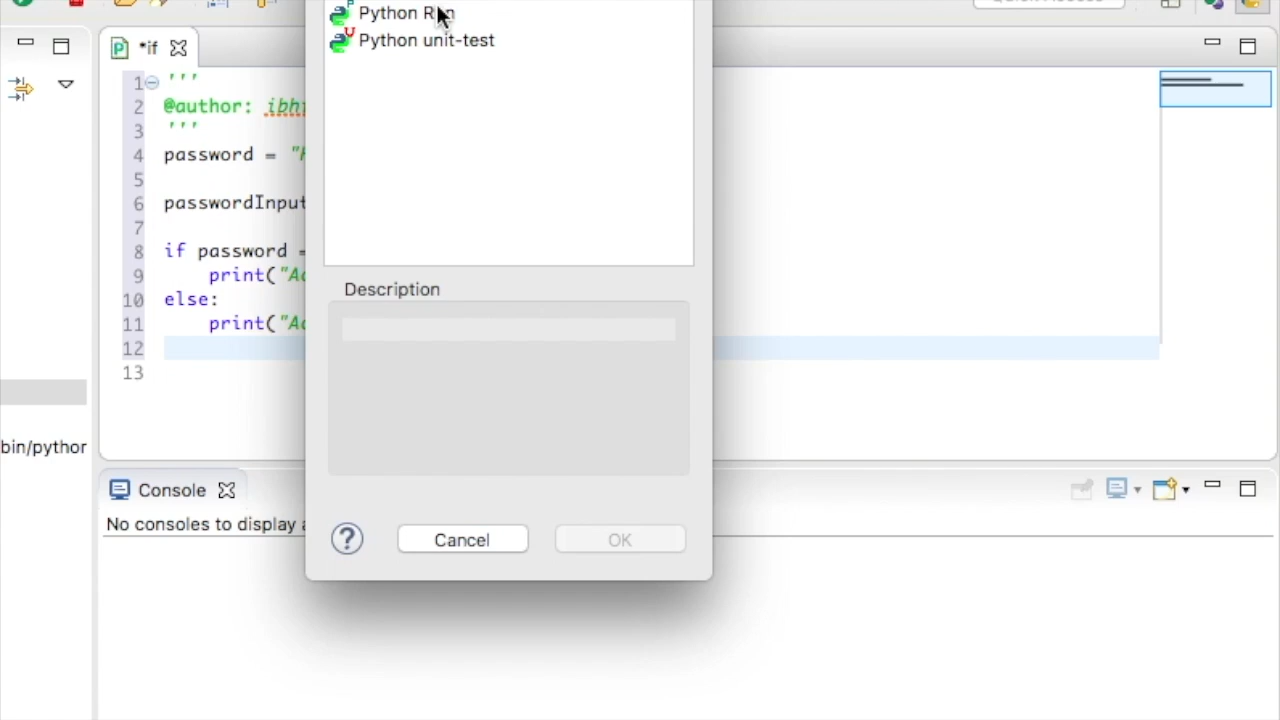 Python Run
Python unit-test
*if
1 '''
2 @author:
3 '''
4 password = "
5
6 passwordInput
7
8 if password =
9 print("Ac
10 else:
11 print("Ac
12
13
Description
bin/python
Console
No consoles to display a
?
Cancel
OK